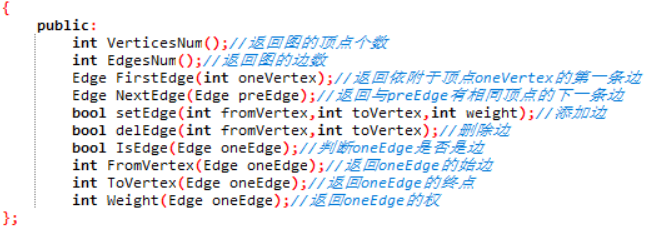 {
public:
int VerticesNum();//返回图的顶点个数
int EdgesNum();//返回图的边数
Edge FirstEdge(int oneVertex);//返回依附于顶点oneVertex的第一条边
Edge NextEdge(Edge preEdge);//返回与preEdge有相同顶点的下一条边
bool setEdge(int fromVertex,int toVertex,int weight);//添加边
bool delEdge(int fromVertex,int toVertex);//删除边
bool IsEdge(Edge oneEdge);//判断oneEdge是否是边
int FromVertex(Edge oneEdge);//返回oneEdge的始边
int ToVertex(Edge oneEdge);//返回oneEdge的终点
int Weight(Edge oneEdge);//返回oneEdge的权
};